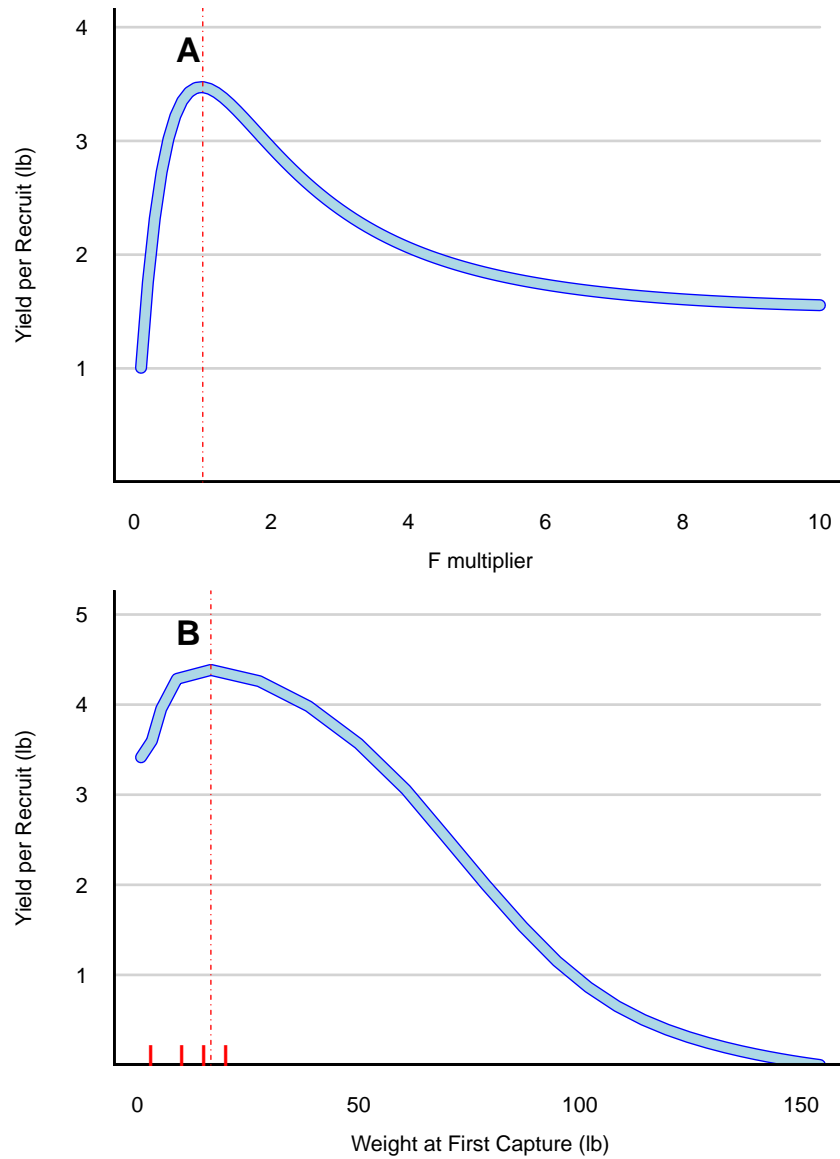 4
A
3
2
1
Yield per Recruit (lb)
0 2 4 6 8 10
F multiplier
5
B
4
3
2
1
Yield per Recruit (lb)
0 50 100 150
Weight at First Capture (lb)